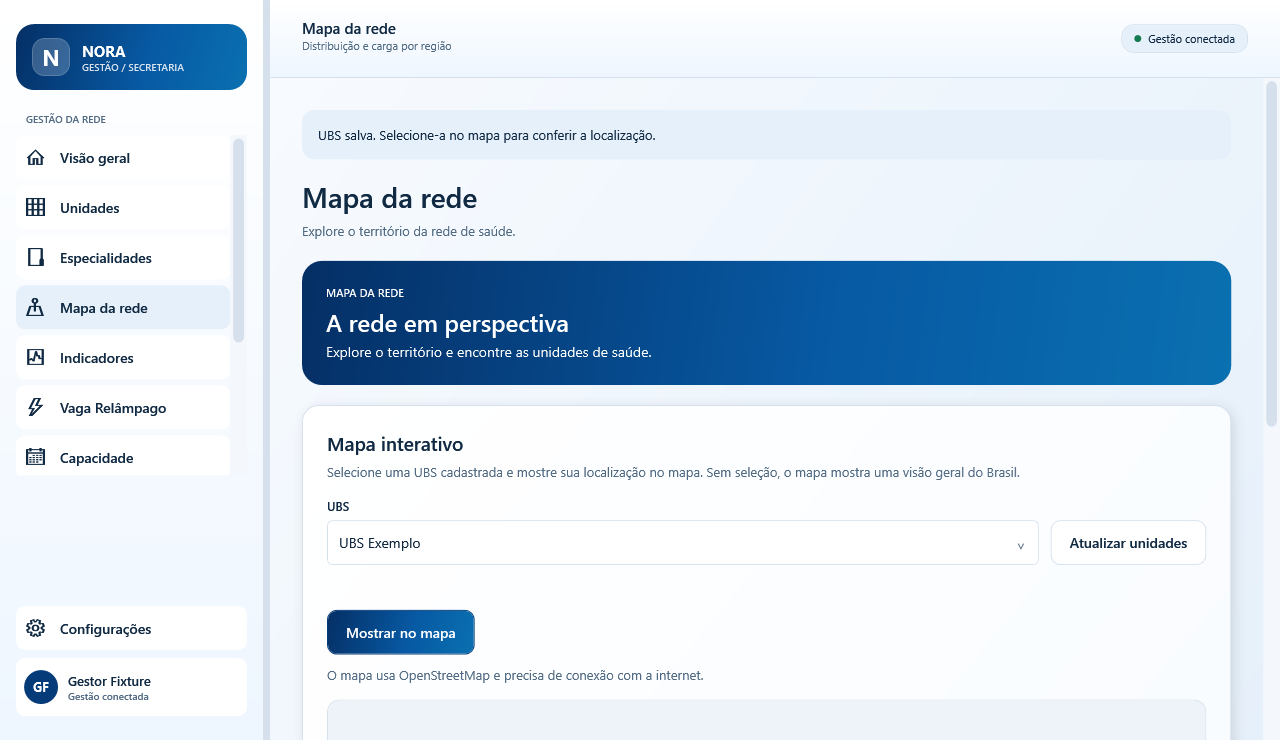 N
NORA
GESTÃO / SECRETARIA
GESTÃO DA REDE
Visão geral
Unidades
Especialidades
Mapa da rede
Indicadores
Vaga Relâmpago
Capacidade
Configurações
GF
Gestor Fixture
Gestão conectada
Mapa da rede
Distribuição e carga por região
Gestão conectada
UBS salva. Selecione-a no mapa para conferir a localização.
Mapa da rede
Explore o território da rede de saúde.
MAPA DA REDE
A rede em perspectiva
Explore o território e encontre as unidades de saúde.
Mapa interativo
Selecione uma UBS cadastrada e mostre sua localização no mapa. Sem seleção, o mapa mostra uma visão geral do Brasil.
UBS
UBS Exemplo
Atualizar unidades
Mostrar no mapa
O mapa usa OpenStreetMap e precisa de conexão com a internet.